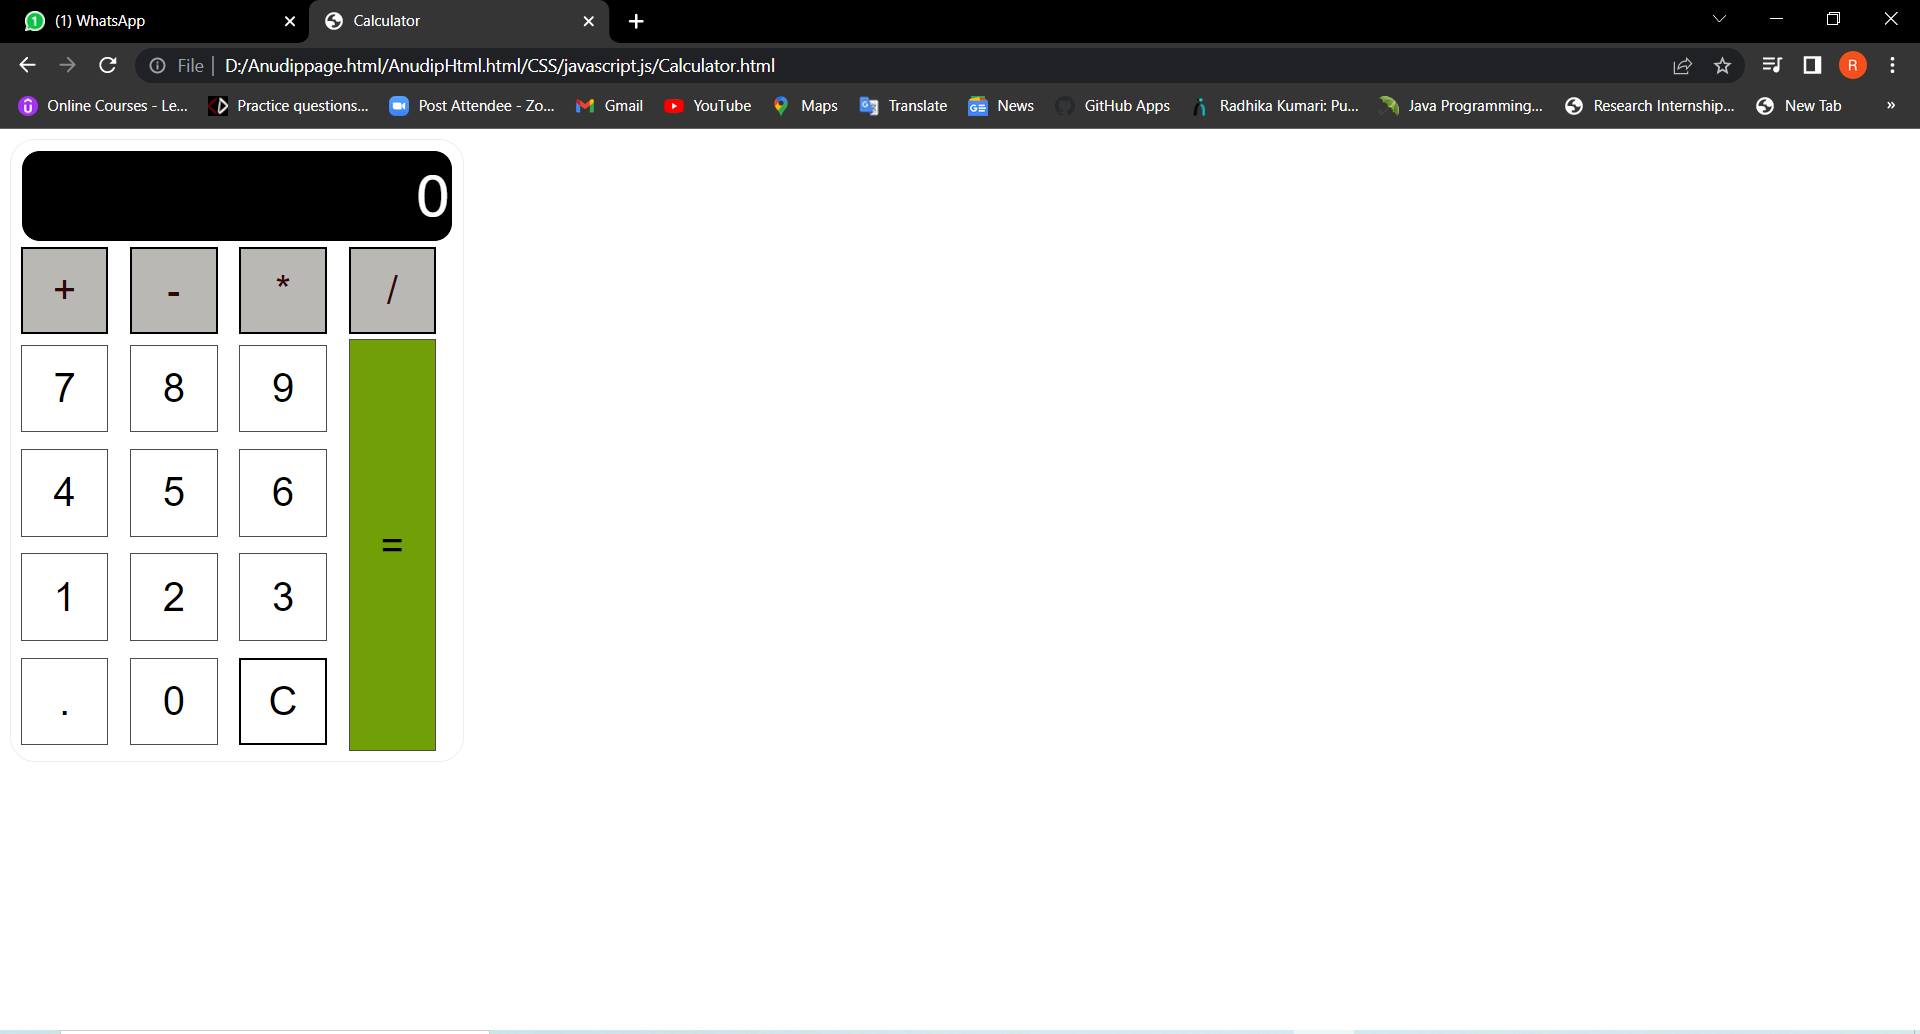 (1) WhatsApp
Calculator
File | D:/Anudippage.html/AnudipHtml.html/CSS/javascript.js/Calculator.html
R
Online Courses - Le... Practice questions... Post Attendee - Zo... Gmail YouTube Maps Translate News GitHub Apps Radhika Kumari: Pu... Java Programming... Research Internship... New Tab »
0
+ - * /
7 8 9
4 5 6
=
1 2 3
. 0 C